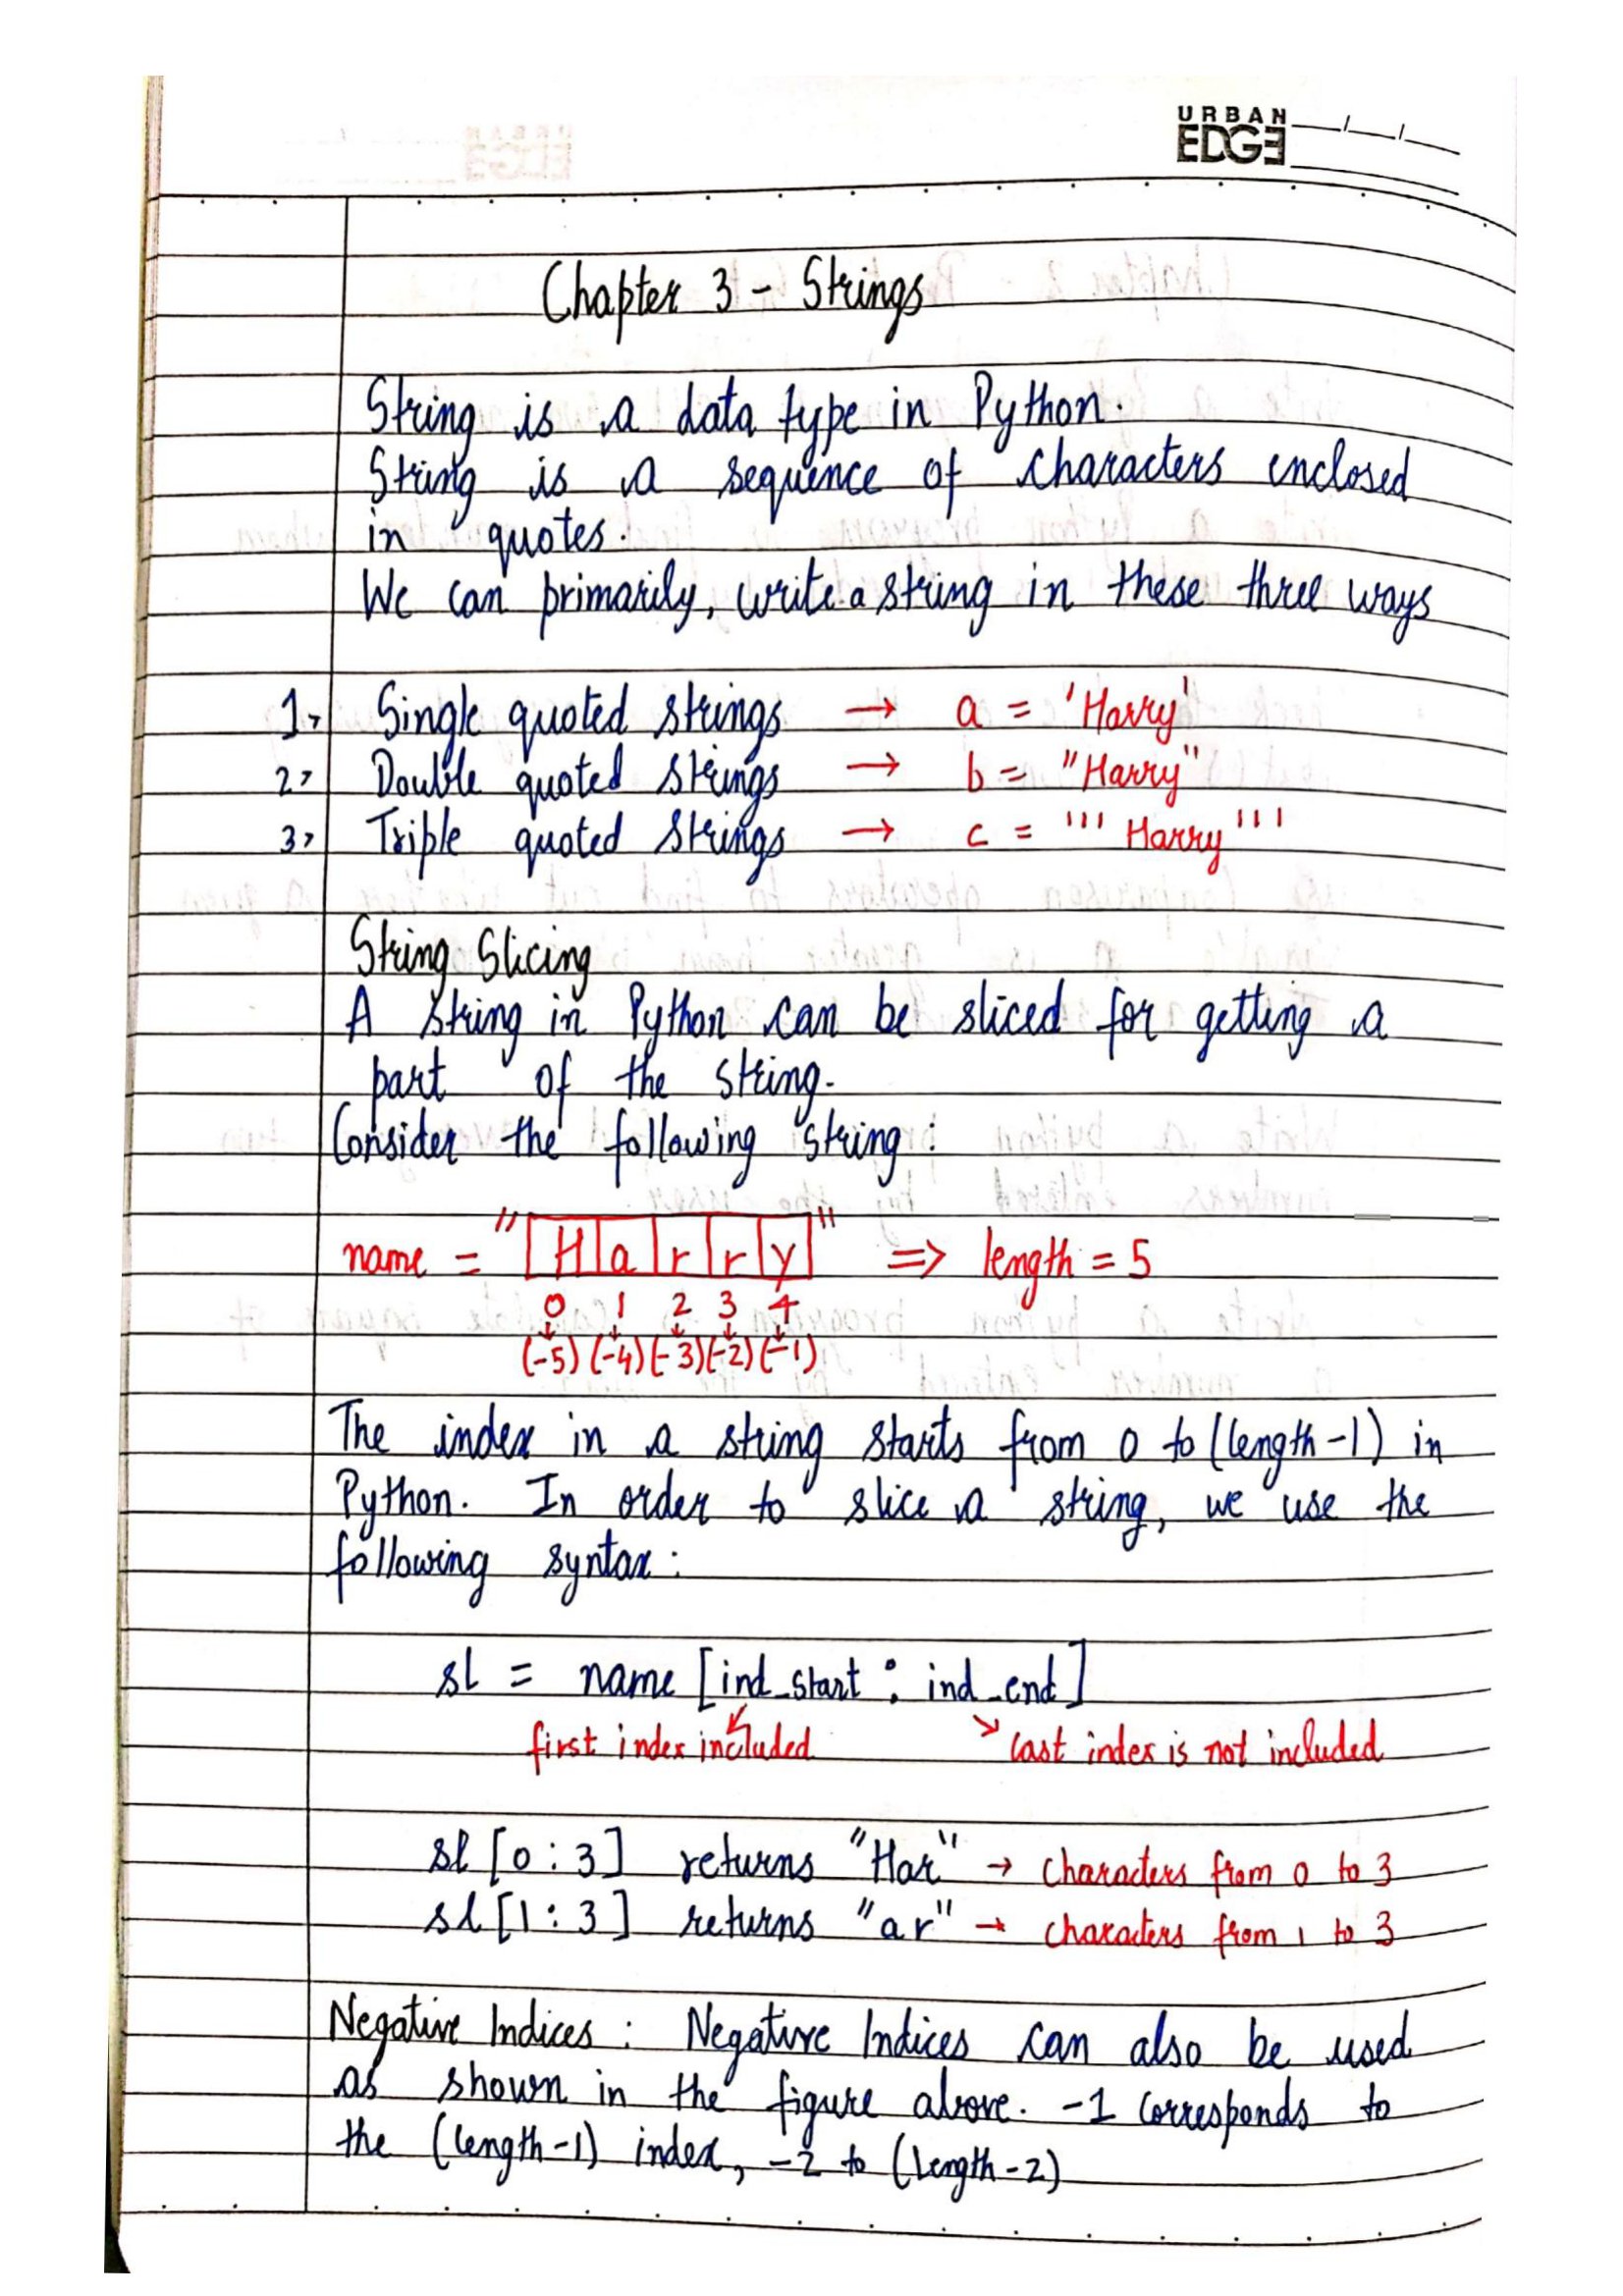 URBAN
EDGE
Chapter 3 - Strings
String is a data type in Python.
String is a sequence of characters enclosed
in quotes.
We can primarily, write a string in these three ways
1, Single quoted strings → a = 'Harry'
2, Double quoted strings → b = "Harry"
3, Triple quoted strings → c = ''' Harry '''
String Slicing
A string in Python can be sliced for getting a
part of the string.
Consider the following string:
name = "Harry" => length = 5
0 1 2 3 4
(-5) (-4) (-3) (-2) (-1)
The index in a string starts from 0 to (length-1) in
Python. In order to slice a string, we use the
following syntax:
sl = name [ind_start : ind_end]
first index included last index is not included
sl [0 : 3] returns "Har" → characters from 0 to 3
sl [1 : 3] returns "ar" → characters from 1 to 3
Negative Indices : Negative Indices can also be used
as shown in the figure above. -1 corresponds to
the (length-1) index, -2 to (length-2)